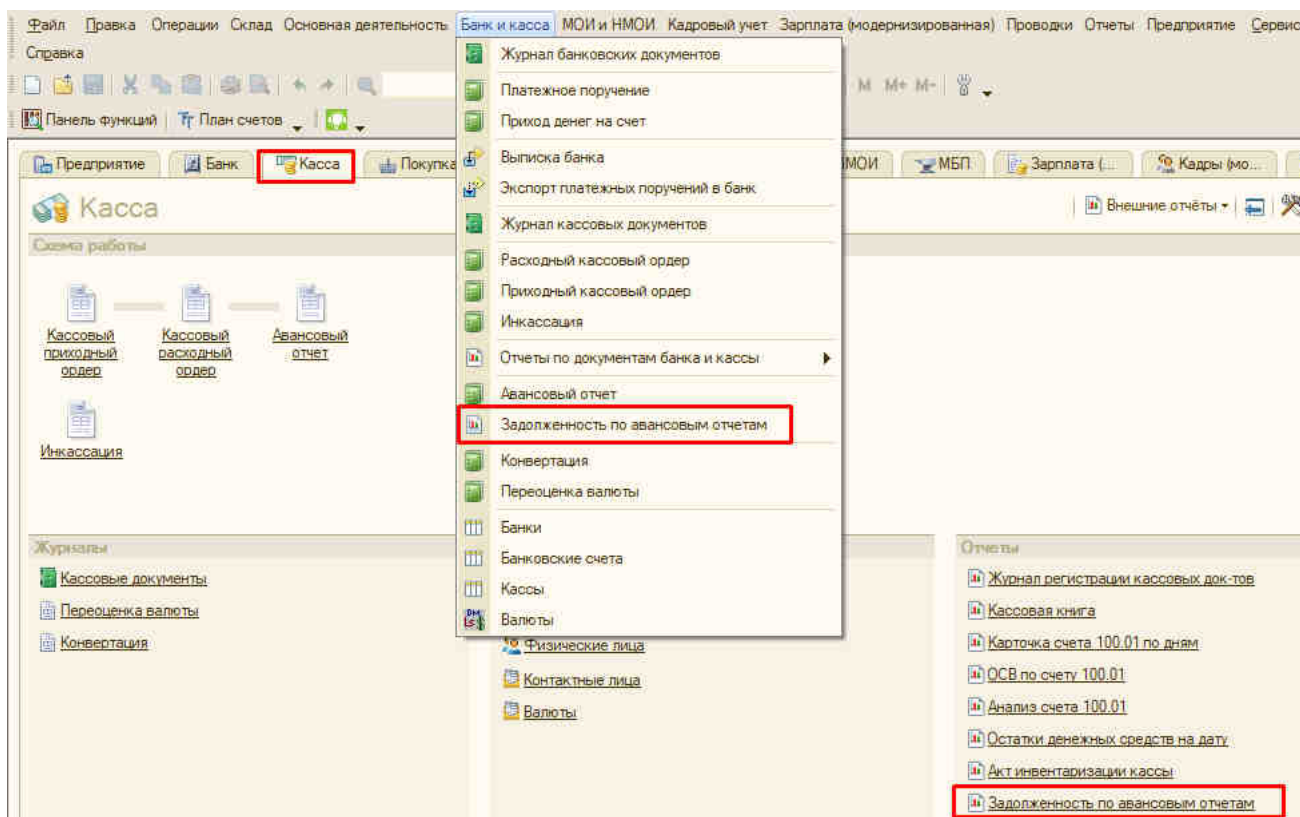 Файл Правка Операции Склад Основная деятельность Банк и касса МОИ и НМОИ Кадровый учет Зарплата (модернизированная) Проводки Отчеты Предприятие Сервис
Справка
M M+ M-
Панель функций Тт План счетов
Предприятие Банк Касса Покупка МОИ МБП Зарплата (... Кадры (мо...
Касса
Внешние отчёты
Схема работы
Кассовый приходный ордер
Кассовый расходный ордер
Авансовый отчет
Инкассация
Журнал банковских документов
Платежное поручение
Приход денег на счет
Выписка банка
Экспорт платежных поручений в банк
Журнал кассовых документов
Расходный кассовый ордер
Приходный кассовый ордер
Инкассация
Отчеты по документам банка и кассы
Авансовый отчет
Задолженность по авансовым отчетам
Конвертация
Переоценка валюты
Банки
Банковские счета
Кассы
Валюты
Журналы
Кассовые документы
Переоценка валюты
Конвертация
Физические лица
Контактные лица
Валюты
Отчеты
Журнал регистрации кассовых док-тов
Кассовая книга
Карточка счета 100.01 по дням
ОСВ по счету 100.01
Анализ счета 100.01
Остатки денежных средств на дату
Акт инвентаризации кассы
Задолженность по авансовым отчетам